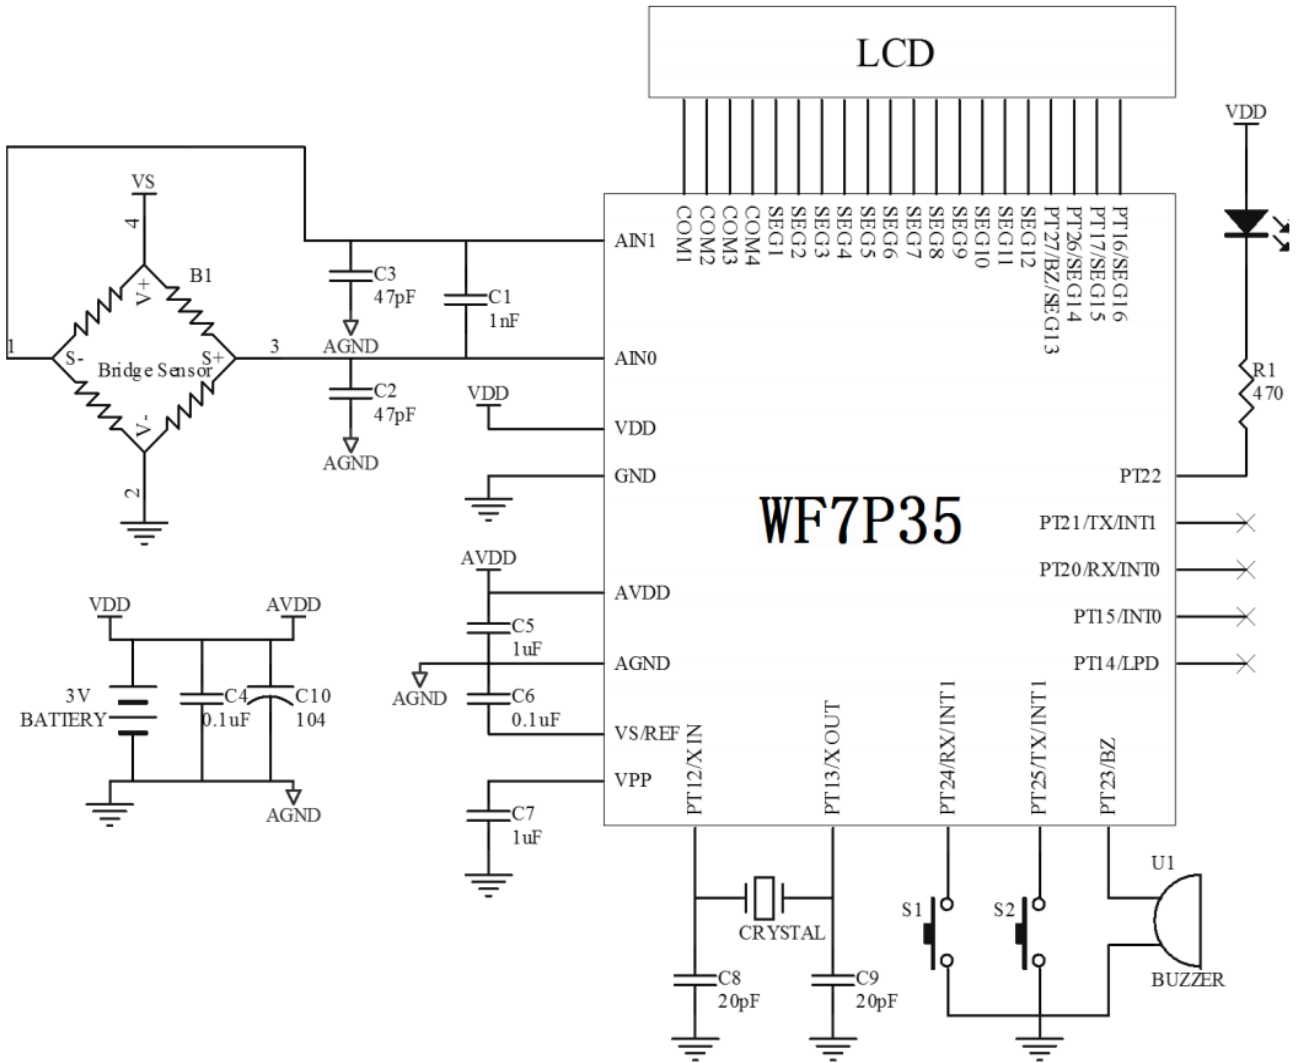 LCD
VDD
COM1
COM2
COM3
COM4
SEG1
SEG2
SEG3
SEG4
SEG5
SEG6
SEG7
SEG8
SEG9
SEG10
SEG11
SEG12
PT27/BZ/SEG13
PT26/SEG14
PT17/SEG15
PT16/SEG16
VS
4
B1
V+
S-
S+
Bridge Sensor
V-
1
3
2
AIN1
C3
47pF
AGND
C1
1nF
AIN0
C2
47pF
AGND
VDD
VDD
GND
R1
470
PT22
WF7P35
PT21/TX/INT1
PT20/RX/INT0
PT15/INT0
PT14/LPD
AVDD
AVDD
C5
1uF
AGND
AGND
C6
0.1uF
VS/REF
VPP
C7
1uF
VDD
AVDD
3V
BATTERY
C4
0.1uF
C10
104
AGND
PT12/XIN
PT13/XOUT
PT24/RX/INT1
PT25/TX/INT1
PT23/BZ
CRYSTAL
C8
20pF
C9
20pF
S1
S2
U1
BUZZER